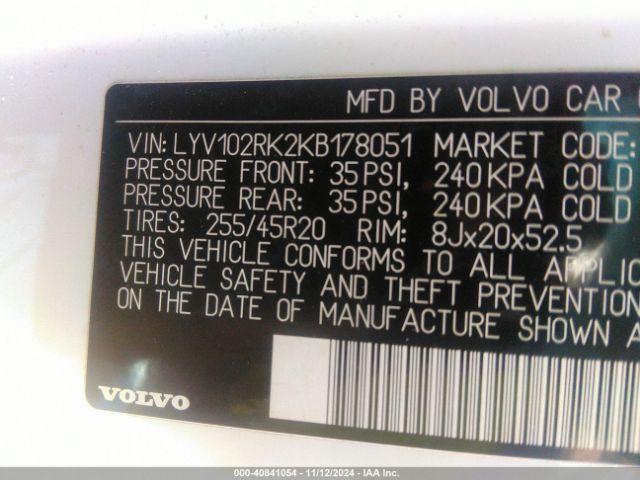 MFD BY VOLVO CAR
VIN: LYV102RK2KB178051 MARKET CODE:
PRESSURE FRONT: 35PSI, 240KPA COLD
PRESSURE REAR: 35PSI, 240KPA COLD
TIRES: 255/45R20 RIM: 8Jx20x52.5
THIS VEHICLE CONFORMS TO ALL APPLIC
VEHICLE SAFETY AND THEFT PREVENTION
ON THE DATE OF MANUFACTURE SHOWN A
VOLVO
000-40841054 - 11/12/2024 - IAA Inc.